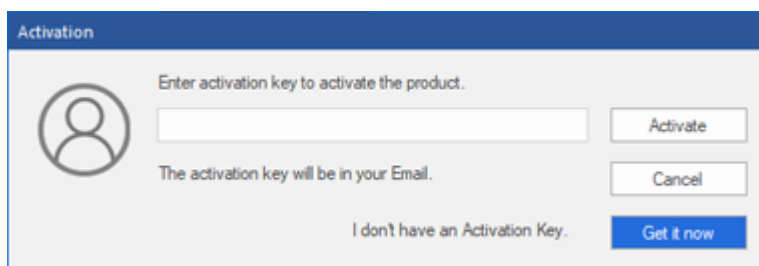 Activation
Enter activation key to activate the product.
Activate
The activation key will be in your Email.
Cancel
I don't have an Activation Key.
Get it now